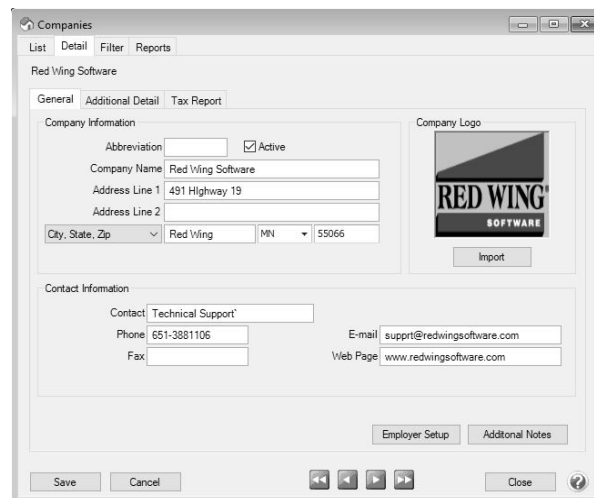 Companies
List Detail Filter Reports
Red Wing Software
General Additional Detail Tax Report
Company Information
Abbreviation Active
Company Name Red Wing Software
Address Line 1 491 HIghway 19
Address Line 2
City, State, Zip Red Wing MN 55066
Company Logo
RED WING
SOFTWARE
Import
Contact Information
Contact Technical Support`
Phone 651-3881106 E-mail supprt@redwingsoftware.com
Fax Web Page www.redwingsoftware.com
Employer Setup Additonal Notes
Save Cancel Close ?